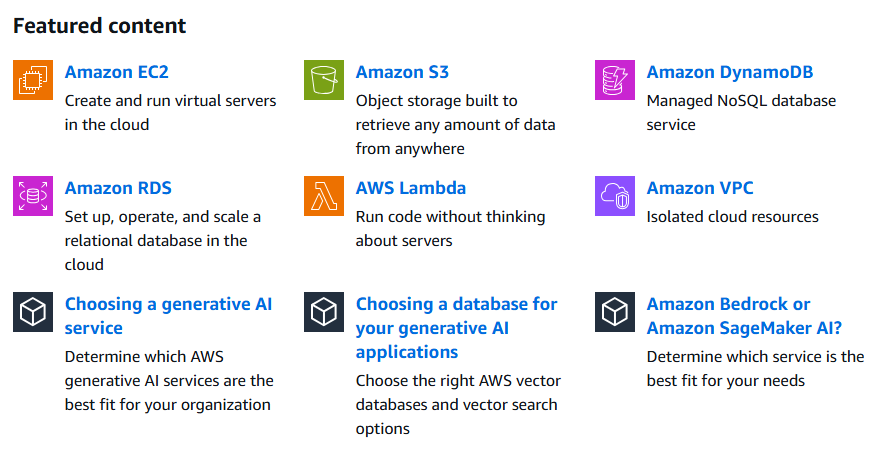 Featured content
Amazon EC2
Create and run virtual servers
in the cloud
Amazon S3
Object storage built to
retrieve any amount of data
from anywhere
Amazon DynamoDB
Managed NoSQL database
service
Amazon RDS
Set up, operate, and scale a
relational database in the
cloud
AWS Lambda
Run code without thinking
about servers
Amazon VPC
Isolated cloud resources
Choosing a generative AI
service
Determine which AWS
generative AI services are the
best fit for your organization
Choosing a database for
your generative AI
applications
Choose the right AWS vector
databases and vector search
options
Amazon Bedrock or
Amazon SageMaker AI?
Determine which service is the
best fit for your needs